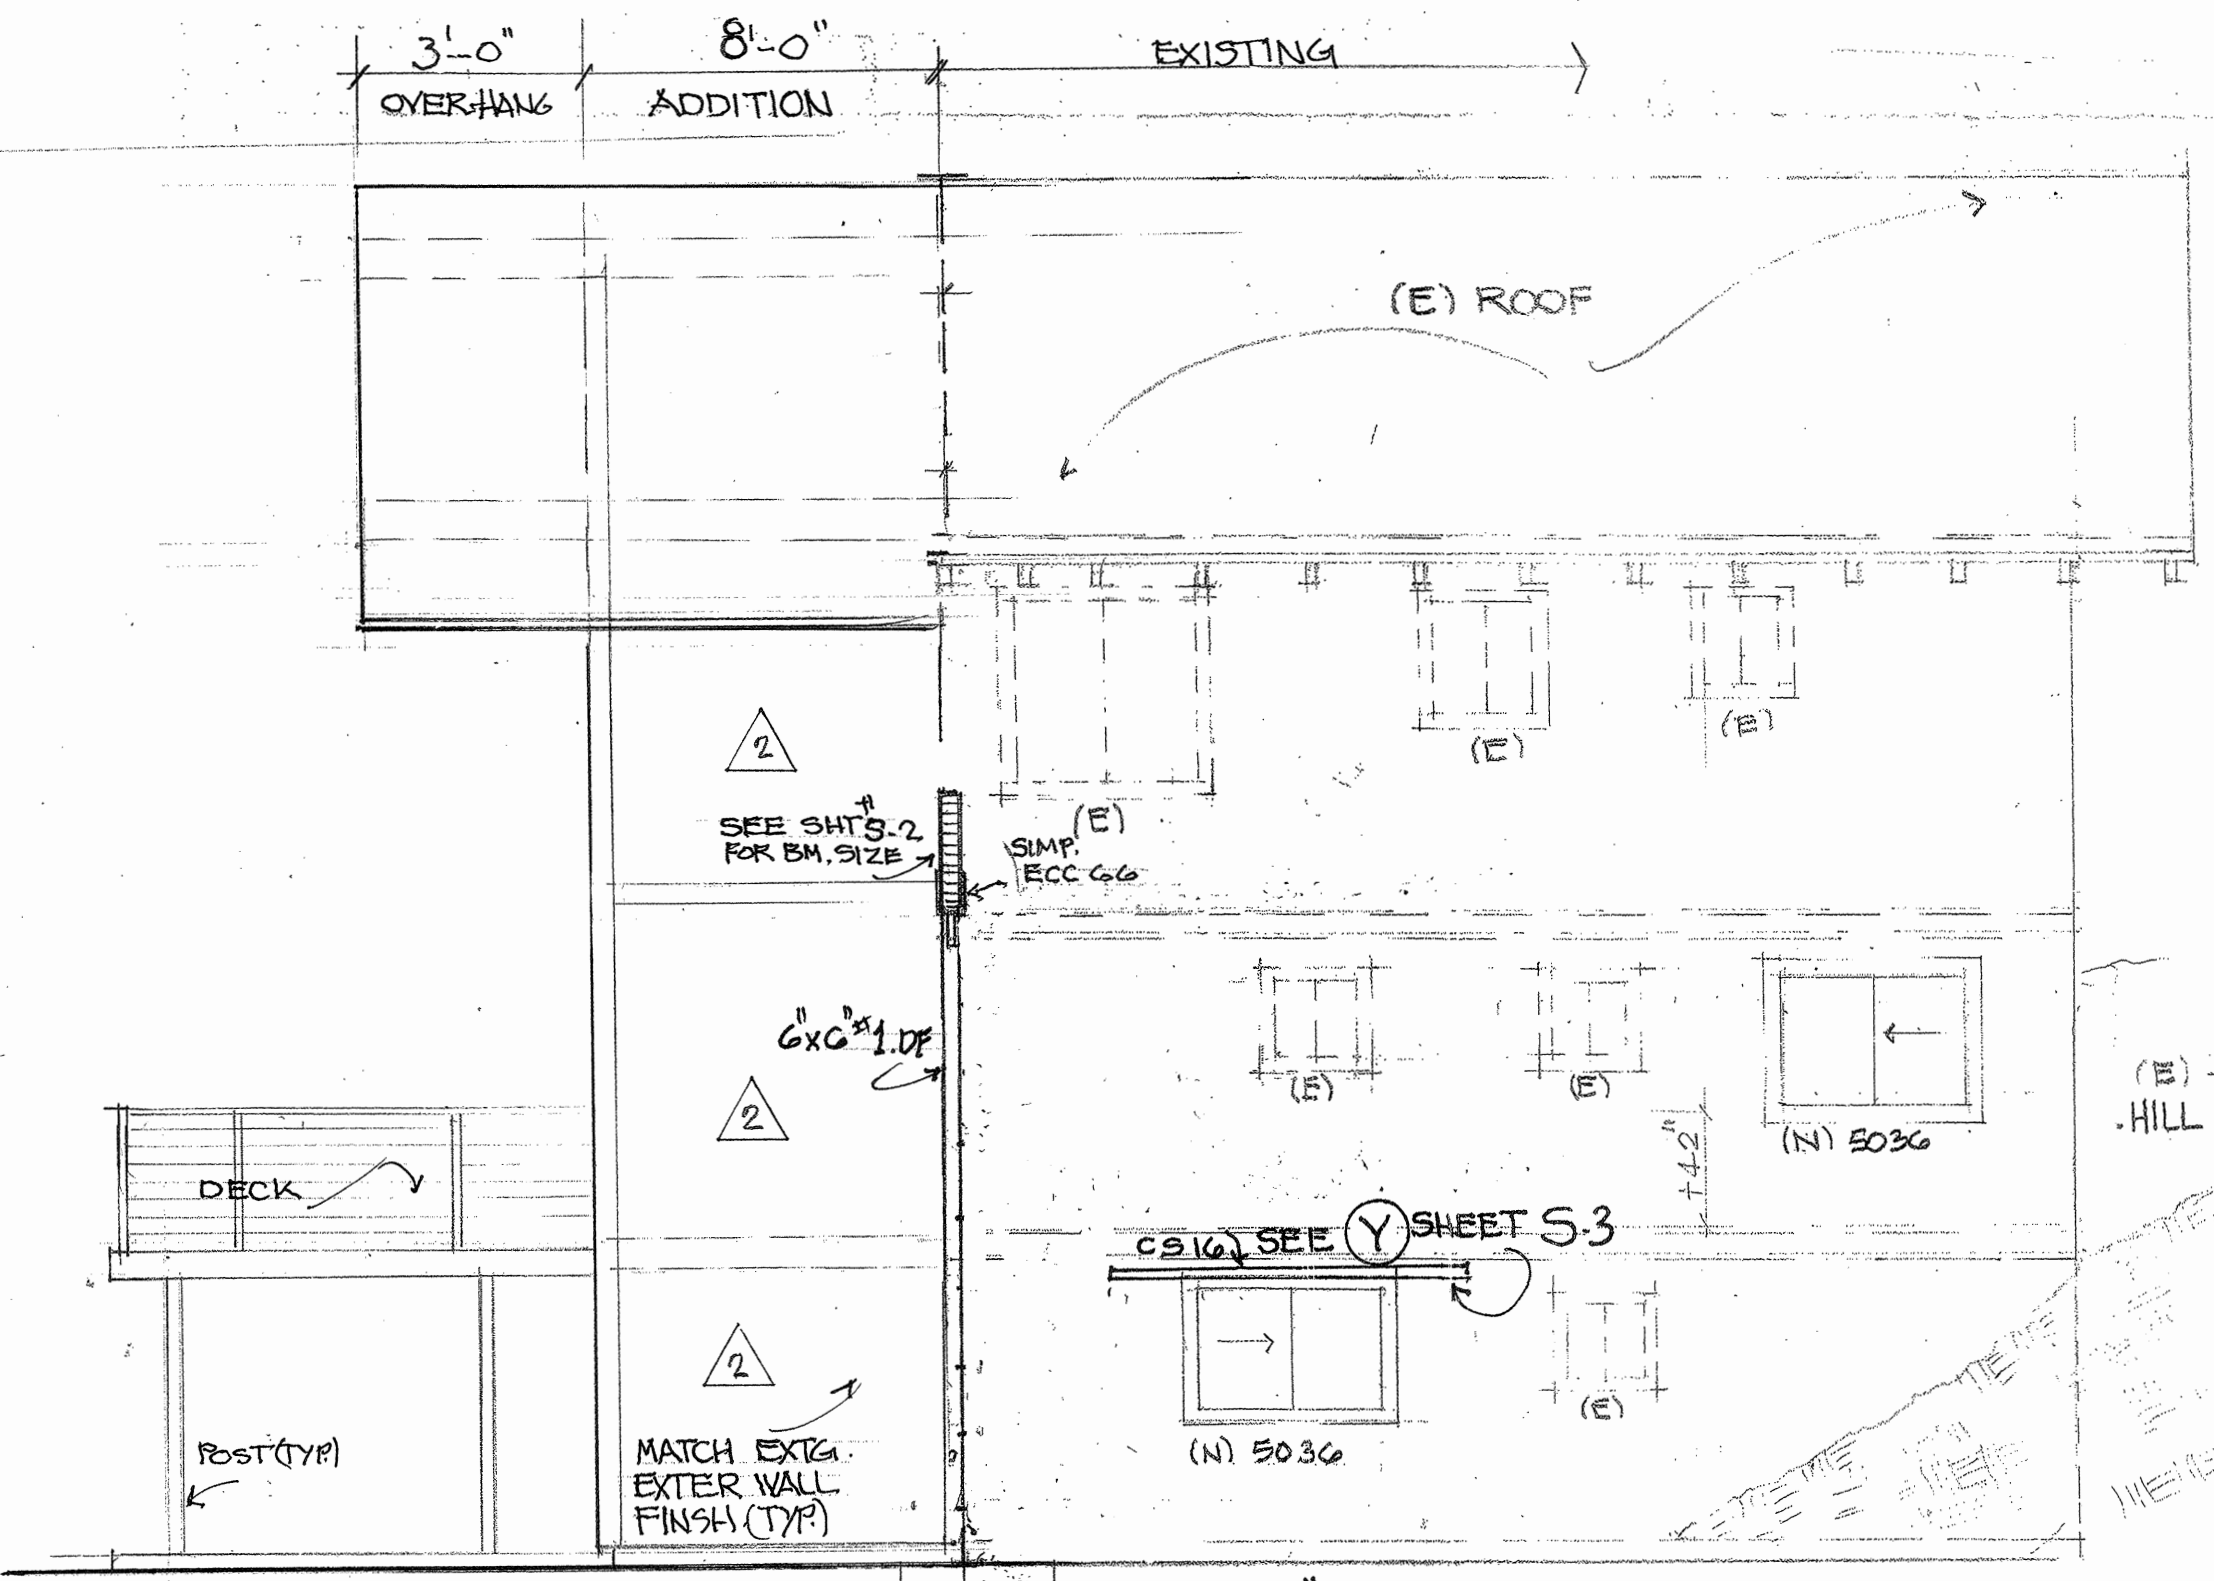 3'-0"
8'-0"
EXISTING
OVERHANG
ADDITION
(E) ROOF
2
(E)
(E)
(E)
SEE SHT# S-2
FOR BM. SIZE
SIMP.
ECC 66
6"x6" #1.DF
2
(E)
(E)
(N) 5036
(E)
HILL
+42"
DECK
CS16
SEE Y SHEET S-3
2
(E)
(N) 5036
POST (TYP.)
MATCH EXTG.
EXTER WALL
FINSH.(TYP.)